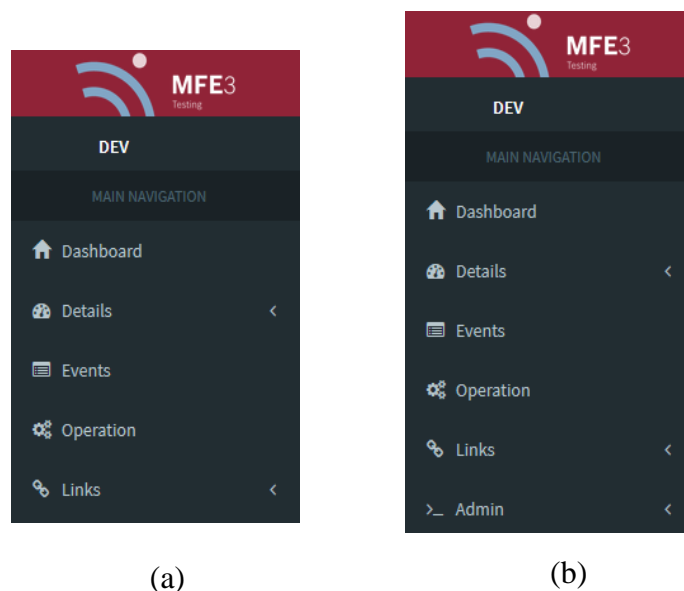 MFE3
Testing
DEV
MAIN NAVIGATION
Dashboard
Details
Events
Operation
Links
(a)
MFE3
Testing
DEV
MAIN NAVIGATION
Dashboard
Details
Events
Operation
Links
Admin
(b)